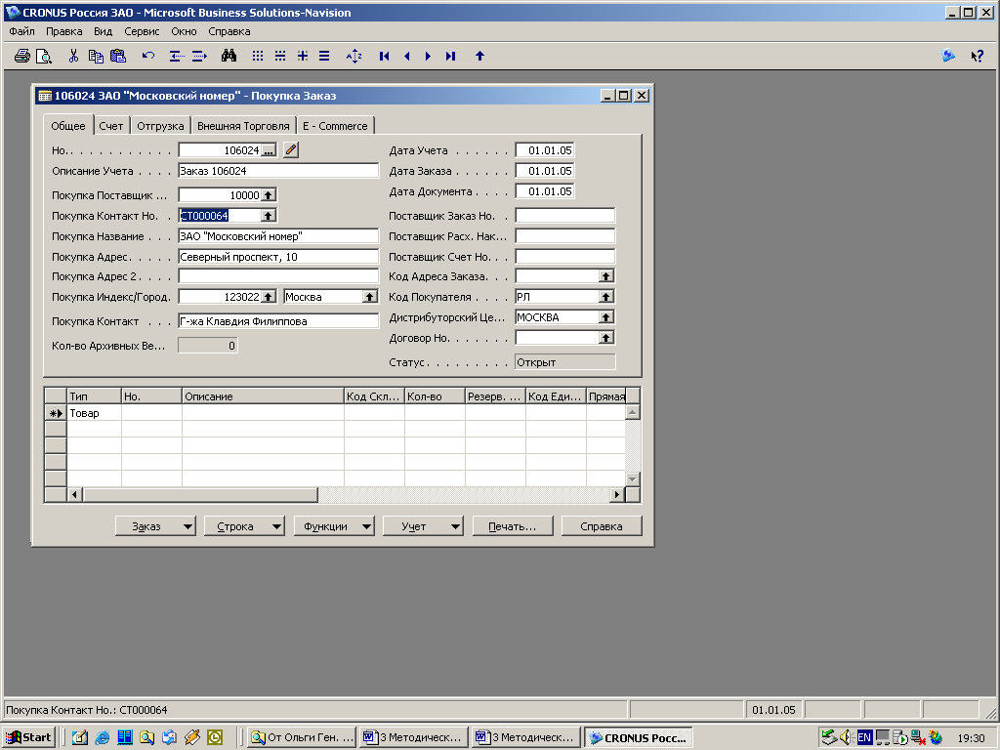 CRONUS Россия ЗАО - Microsoft Business Solutions-Navision
Файл Правка Вид Сервис Окно Справка
106024 ЗАО "Московский номер" - Покупка Заказ
Общее Счет Отгрузка Внешняя Торговля E - Commerce
Но. . . . . . . . . . . . 106024 ...
Описание Учета . . . . Заказ 106024
Покупка Поставщик ... 10000
Покупка Контакт Но. . CT000064
Покупка Название . . . ЗАО "Московский номер"
Покупка Адрес. . . . . Северный проспект, 10
Покупка Адрес 2 . . . .
Покупка Индекс/Город. 123022 Москва
Покупка Контакт . . . Г-жа Клавдия Филиппова
Кол-во Архивных Ве... 0
Дата Учета . . . . . . 01.01.05
Дата Заказа . . . . . . 01.01.05
Дата Документа . . . . 01.01.05
Поставщик Заказ Но. .
Поставщик Расх. Нак...
Поставщик Счет Но. . .
Код Адреса Заказа. . .
Код Покупателя . . . . РЛ
Дистрибуторский Це... МОСКВА
Договор Но. . . . . . .
Статус. . . . . . . . . Открыт
Тип Но. Описание Код Скл... Кол-во Резерв. ... Код Еди... Прямая
Товар
Заказ Строка Функции Учет Печать... Справка
Покупка Контакт Но.: CT000064 01.01.05
Start От Ольги Ген. ... 3 Методическ... 3 Методическ... CRONUS Росс... EN 19:30